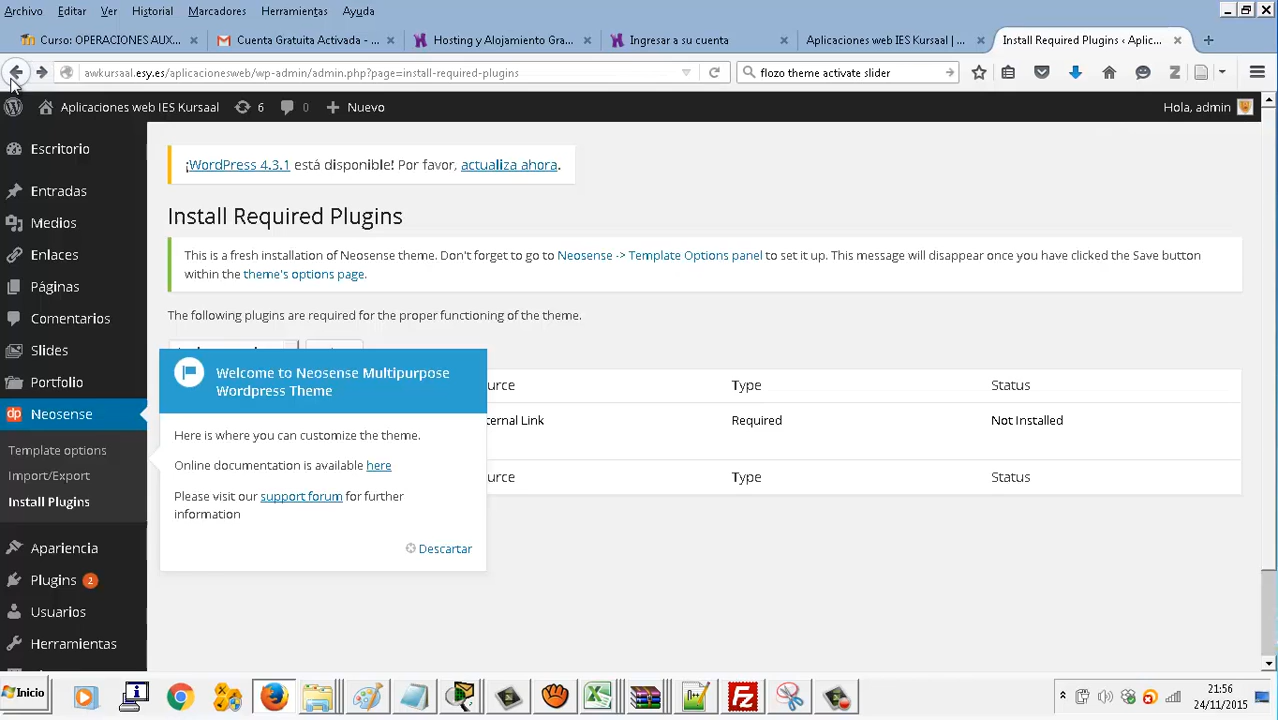 Archivo Editar Ver Historial Marcadores Herramientas Ayuda
Curso: OPERACIONES AUX... Cuenta Gratuita Activada - ... Hosting y Alojamiento Gra... Ingresar a su cuenta Aplicaciones web IES Kursaal | ... Install Required Plugins ‹ Aplic...
awkursaal.esy.es/aplicacionesweb/wp-admin/admin.php?page=install-required-plugins flozo theme activate slider
Aplicaciones web IES Kursaal 6 0 Nuevo Hola, admin
Escritorio
Entradas
Medios
Enlaces
Páginas
Comentarios
Slides
Portfolio
Neosense
Template options
Import/Export
Install Plugins
Apariencia
Plugins 2
Usuarios
Herramientas
¡WordPress 4.3.1 está disponible! Por favor, actualiza ahora.
Install Required Plugins
This is a fresh installation of Neosense theme. Don't forget to go to Neosense -> Template Options panel to set it up. This message will disappear once you have clicked the Save button
within the theme's options page.
The following plugins are required for the proper functioning of the theme.
Welcome to Neosense Multipurpose
Wordpress Theme
Here is where you can customize the theme.
Online documentation is available here
Please visit our support forum for further
information
Descartar
ource Type Status
ternal Link Required Not Installed
ource Type Status
Inicio 21:56
24/11/2015